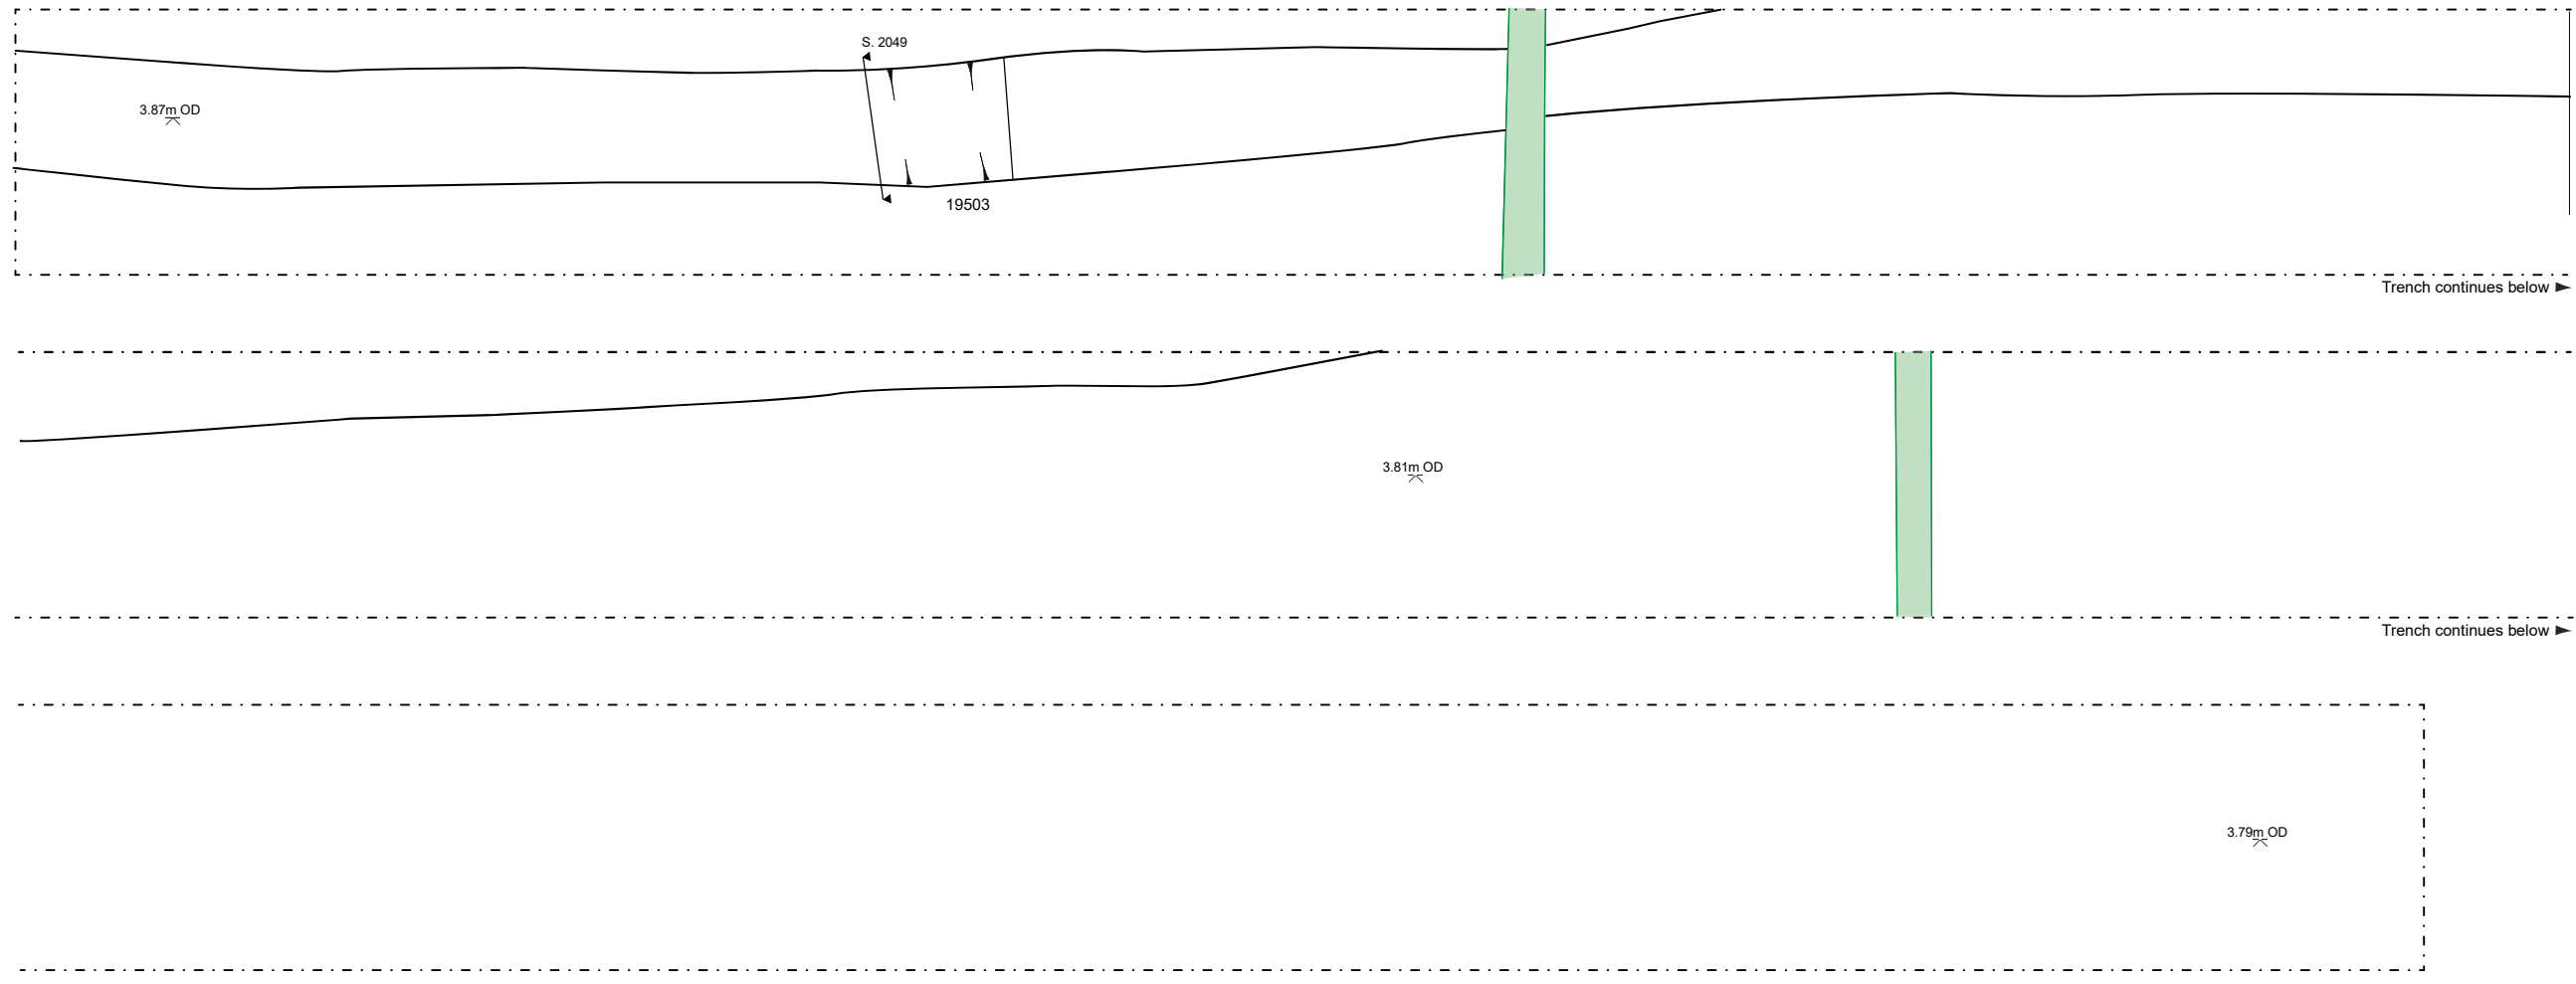 S. 2049
3.87m OD
19503
Trench continues below
3.81m OD
Trench continues below
3.79m OD